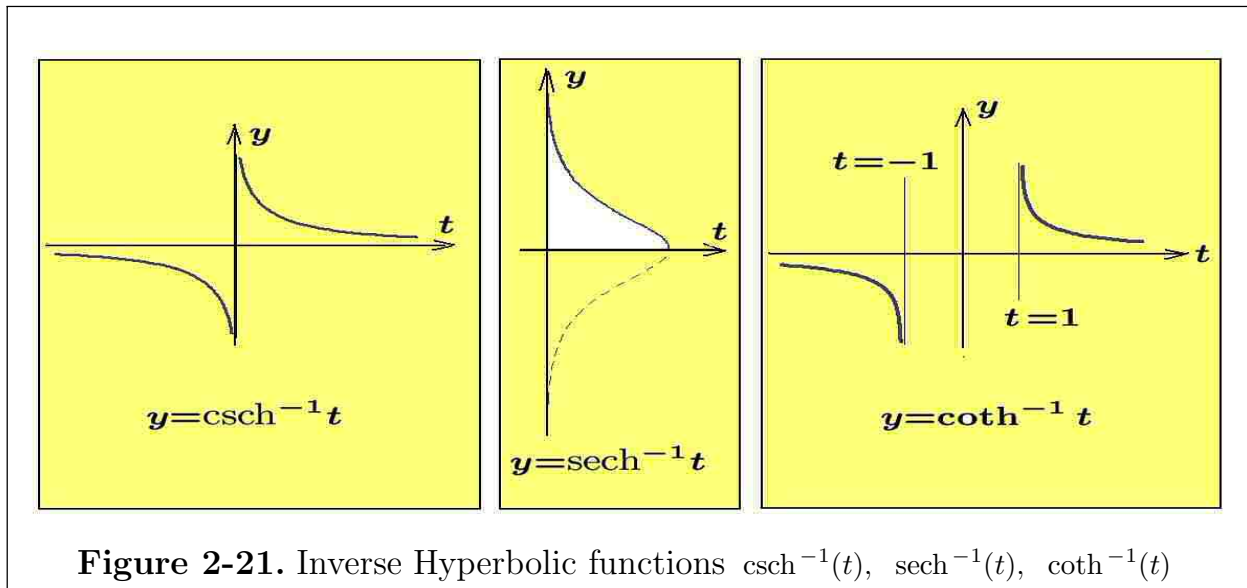 y
t
y=csch⁻¹t
y
t
y=sech⁻¹t
y
t=−1
t
t=1
y=coth⁻¹ t
Figure 2-21. Inverse Hyperbolic functions csch⁻¹(t), sech⁻¹(t), coth⁻¹(t)